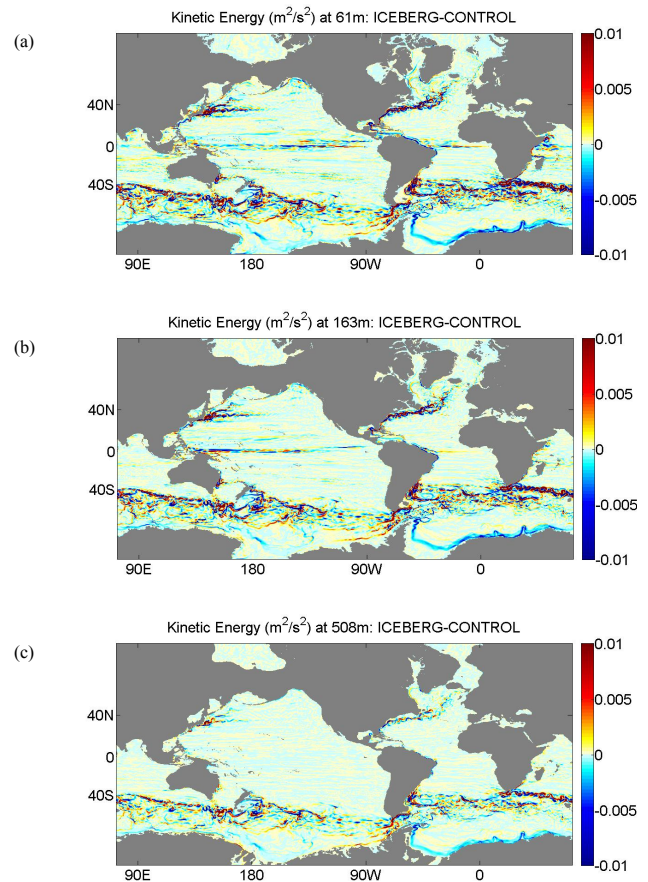 (a)
Kinetic Energy (m²/s²) at 61m: ICEBERG-CONTROL
40N
0
40S
90E 180 90W 0
0.01
0.005
0
-0.005
-0.01
(b)
Kinetic Energy (m²/s²) at 163m: ICEBERG-CONTROL
40N
0
40S
90E 180 90W 0
0.01
0.005
0
-0.005
-0.01
(c)
Kinetic Energy (m²/s²) at 508m: ICEBERG-CONTROL
40N
0
40S
90E 180 90W 0
0.01
0.005
0
-0.005
-0.01